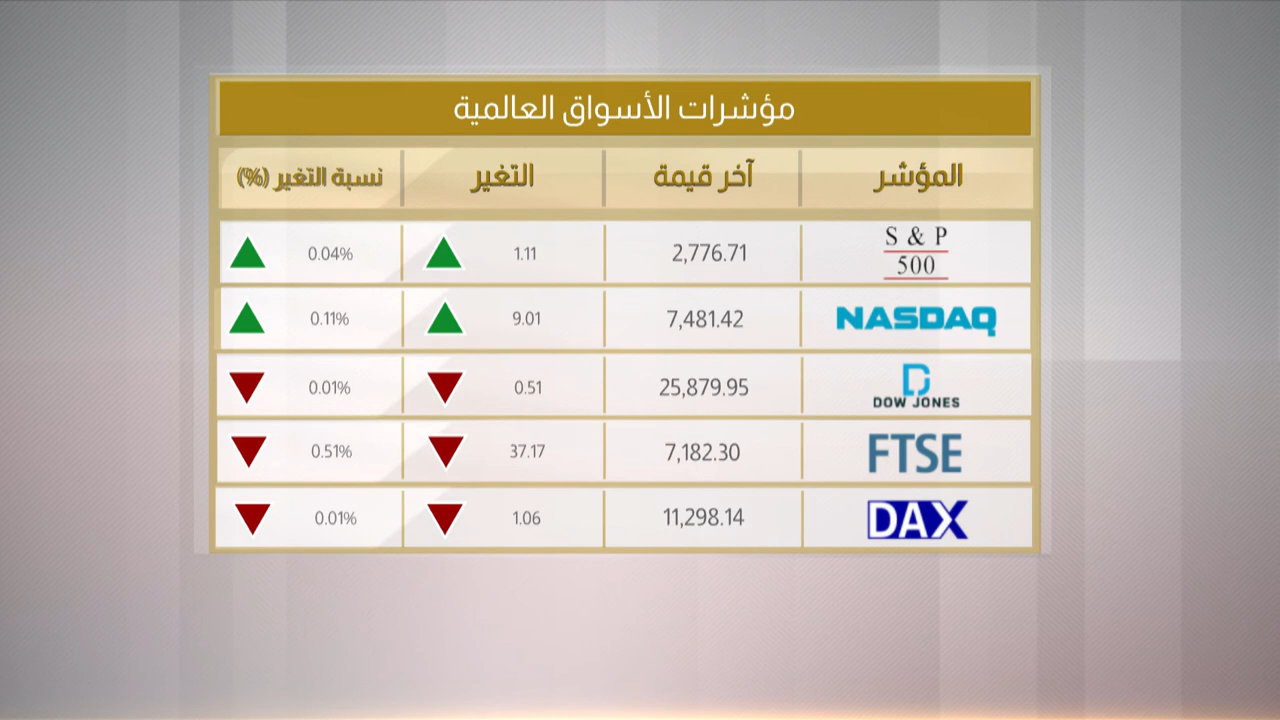 مؤشرات الأسواق العالمية
المؤشر آخر قيمة التغير نسبة التغير (%)
S & P
500 2,776.71 1.11 0.04%
NASDAQ 7,481.42 9.01 0.11%
DOW JONES 25,879.95 0.51 0.01%
FTSE 7,182.30 37.17 0.51%
DAX 11,298.14 1.06 0.01%